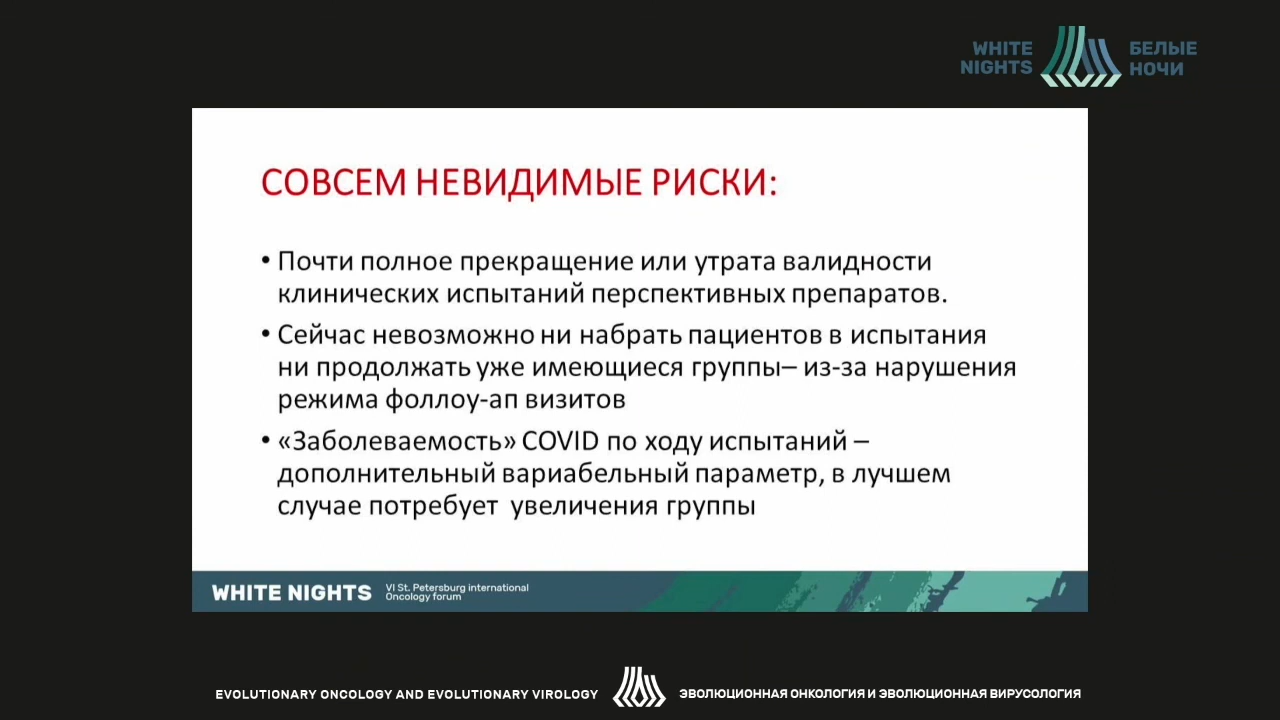 WHITE NIGHTS
БЕЛЫЕ НОЧИ
СОВСЕМ НЕВИДИМЫЕ РИСКИ:
• Почти полное прекращение или утрата валидности
клинических испытаний перспективных препаратов.
• Сейчас невозможно ни набрать пациентов в испытания
ни продолжать уже имеющиеся группы– из-за нарушения
режима фоллоу-ап визитов
• «Заболеваемость» COVID по ходу испытаний –
дополнительный вариабельный параметр, в лучшем
случае потребует увеличения группы
WHITE NIGHTS
VI St. Petersburg international
Oncology forum
EVOLUTIONARY ONCOLOGY AND EVOLUTIONARY VIROLOGY
ЭВОЛЮЦИОННАЯ ОНКОЛОГИЯ И ЭВОЛЮЦИОННАЯ ВИРУСОЛОГИЯ